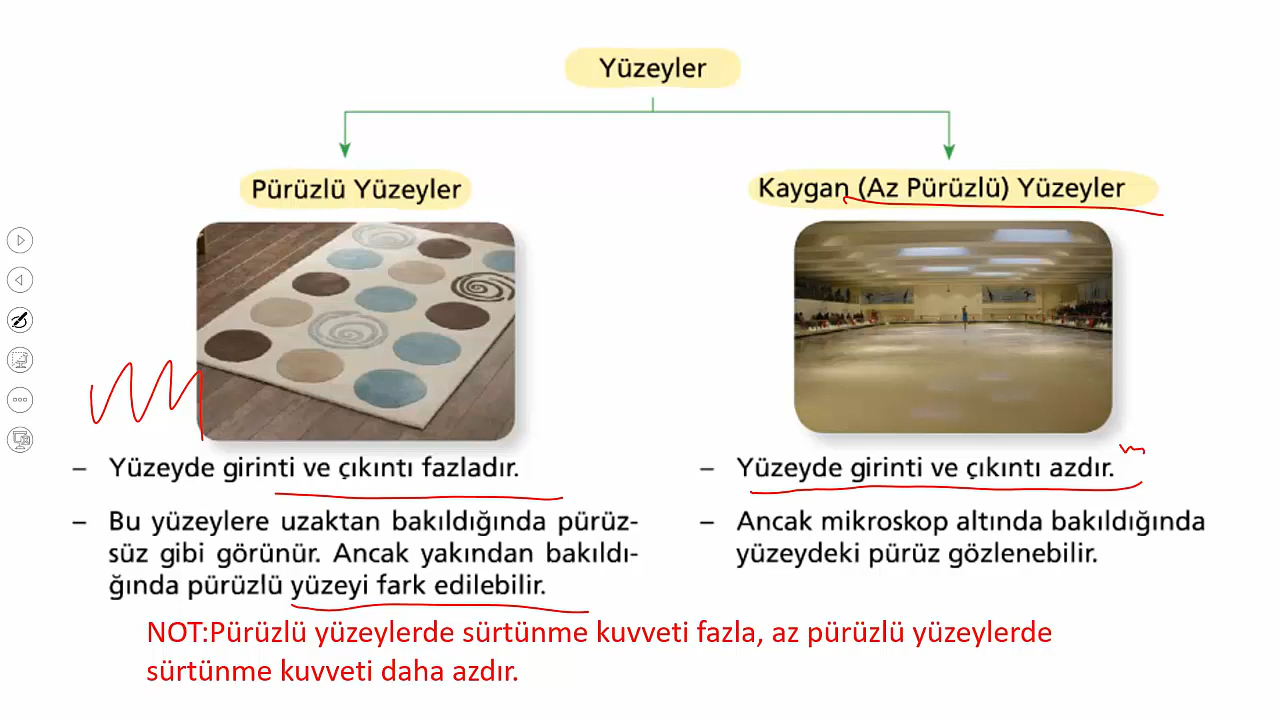 Yüzeyler
Pürüzlü Yüzeyler
Kaygan (Az Pürüzlü) Yüzeyler
– Yüzeyde girinti ve çıkıntı fazladır.
– Bu yüzeylere uzaktan bakıldığında pürüz-
süz gibi görünür. Ancak yakından bakıldı-
ğında pürüzlü yüzeyi fark edilebilir.
– Yüzeyde girinti ve çıkıntı azdır.
– Ancak mikroskop altında bakıldığında
yüzeydeki pürüz gözlenebilir.
NOT:Pürüzlü yüzeylerde sürtünme kuvveti fazla, az pürüzlü yüzeylerde
sürtünme kuvveti daha azdır.